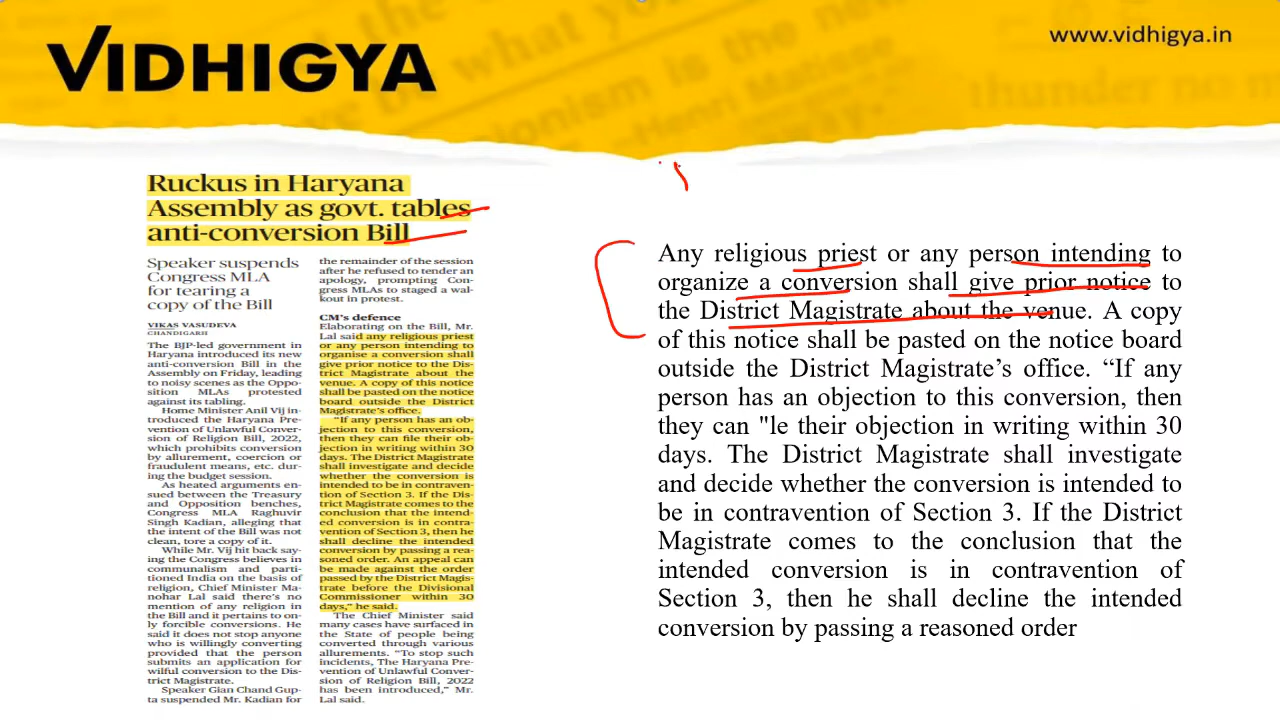 VIDHIGYA
www.vidhigya.in
Ruckus in Haryana
Assembly as govt. tables
anti-conversion Bill
Speaker suspends
Congress MLA
for tearing a
copy of the Bill
VIKAS VASUDEVA
CHANDIGARH
The BJP-led government in
Haryana introduced its new
anti-conversion Bill in the
Assembly on Friday, leading
to noisy scenes as the Oppo-
sition MLAs protested
against its tabling.
Home Minister Anil Vij in-
troduced the Haryana Pre-
vention of Unlawful Conver-
sion of Religion Bill, 2022,
which prohibits conversion
by allurement, coercion or
fraudulent means, etc. dur-
ing the budget session.
As heated arguments en-
sued between the Treasury
and Opposition benches,
Congress MLA Raghuvir
Singh Kadian, alleging that
the intent of the Bill was not
clean, tore a copy of it.
While Mr. Vij hit back say-
ing the Congress believes in
communalism and parti-
tioned India on the basis of
religion, Chief Minister Ma-
nohar Lal said there's no
mention of any religion in
the Bill and it pertains to on-
ly forcible conversions. He
said it does not stop anyone
who is willingly converting
provided that the person
submits an application for
wilful conversion to the Dis-
trict Magistrate.
Speaker Gian Chand Gup-
ta suspended Mr. Kadian for
the remainder of the session
after he refused to tender an
apology, prompting Con-
gress MLAs to staged a wal-
kout in protest.
CM's defence
Elaborating on the Bill, Mr.
Lal said any religious priest
or any person intending to
organise a conversion shall
give prior notice to the Dis-
trict Magistrate about the
venue. A copy of this notice
shall be pasted on the notice
board outside the District
Magistrate's office.
"If any person has an ob-
jection to this conversion,
then they can file their ob-
jection in writing within 30
days. The District Magistrate
shall investigate and decide
whether the conversion is
intended to be in contraven-
tion of Section 3. If the Dis-
trict Magistrate comes to the
conclusion that the intend-
ed conversion is in contra-
vention of Section 3, then he
shall decline the intended
conversion by passing a rea-
soned order. An appeal can
be made against the order
passed by the District Magis-
trate before the Divisional
Commissioner within 30
days," he said.
The Chief Minister said
many cases have surfaced in
the State of people being
converted through various
allurements. "To stop such
incidents, The Haryana Pre-
vention of Unlawful Conver-
sion of Religion Bill, 2022
has been introduced," Mr.
Lal said.
Any religious priest or any person intending to
organize a conversion shall give prior notice to
the District Magistrate about the venue. A copy
of this notice shall be pasted on the notice board
outside the District Magistrate's office. “If any
person has an objection to this conversion, then
they can "le their objection in writing within 30
days. The District Magistrate shall investigate
and decide whether the conversion is intended to
be in contravention of Section 3. If the District
Magistrate comes to the conclusion that the
intended conversion is in contravention of
Section 3, then he shall decline the intended
conversion by passing a reasoned order